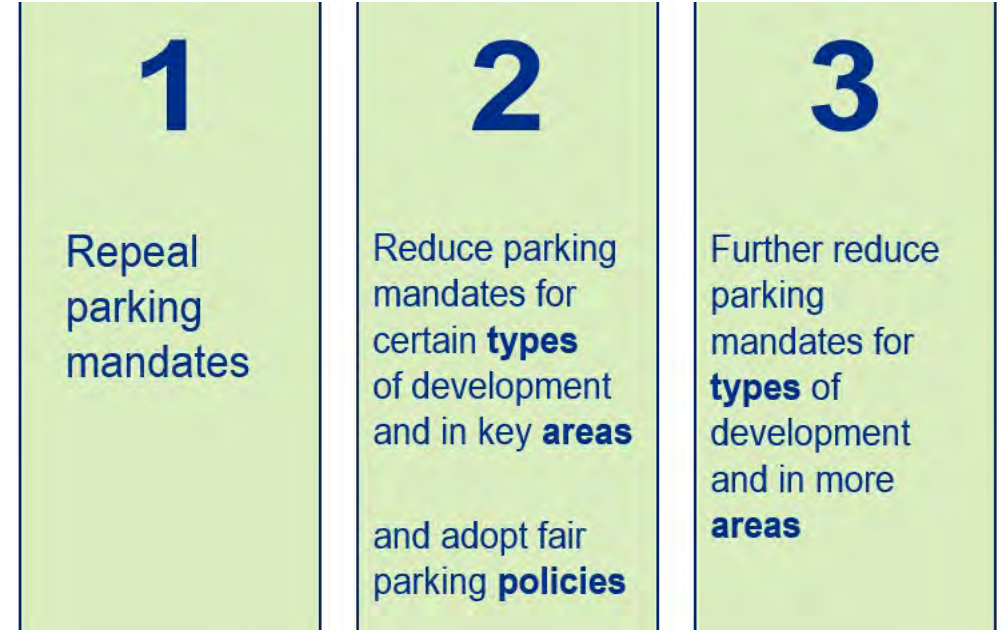 1
Repeal
parking
mandates
2
Reduce parking
mandates for
certain types
of development
and in key areas
and adopt fair
parking policies
3
Further reduce
parking
mandates for
types of
development
and in more
areas